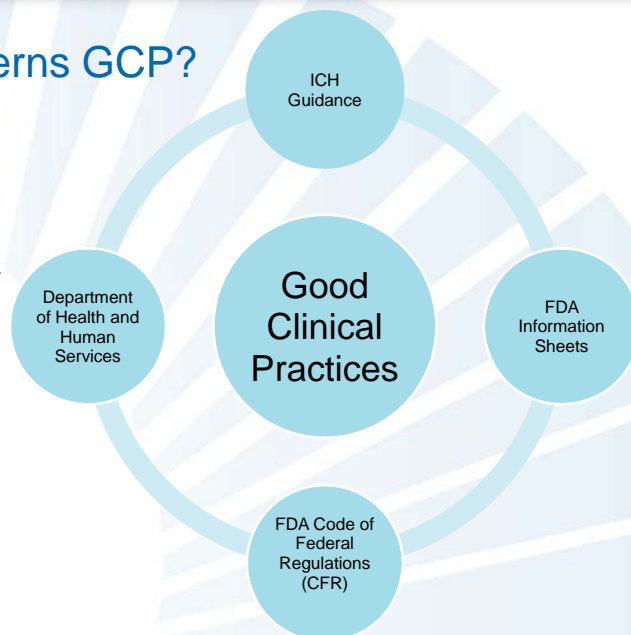 erns GCP?
ICH
Guidance
Department
of Health and
Human
Services
Good
Clinical
Practices
FDA
Information
Sheets
FDA Code of
Federal
Regulations
(CFR)